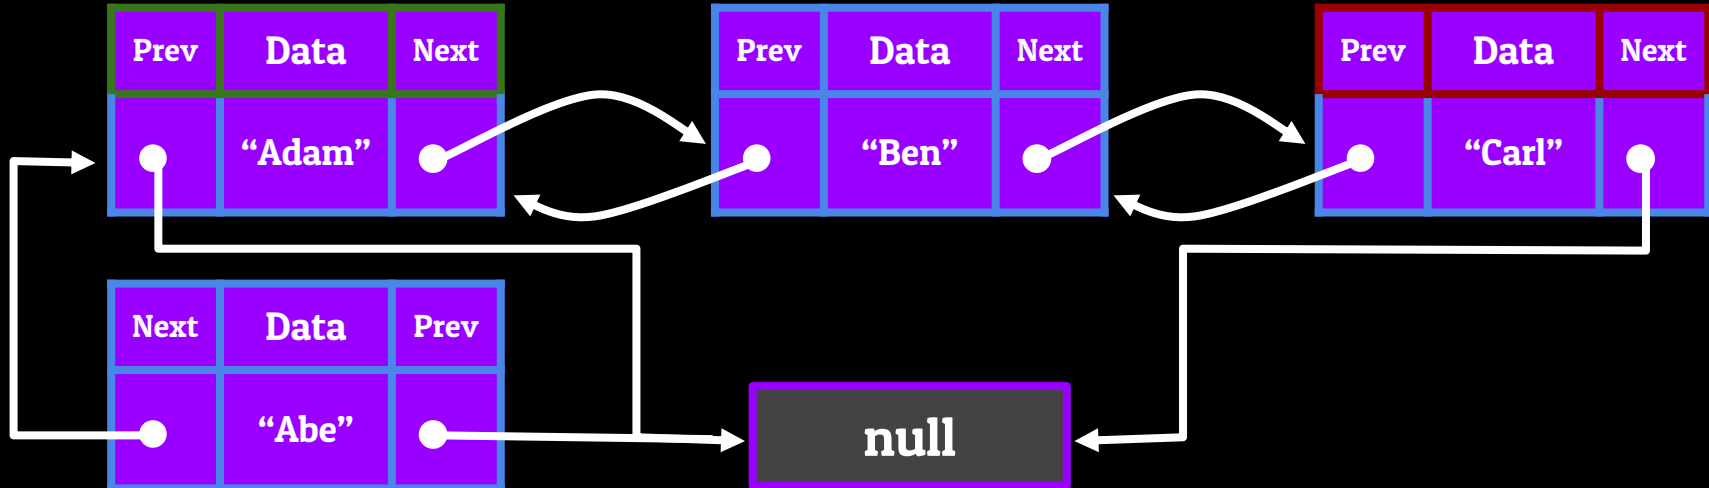 Prev Data Next
“Adam”
Prev Data Next
“Ben”
Prev Data Next
“Carl”
Next Data Prev
“Abe”
null